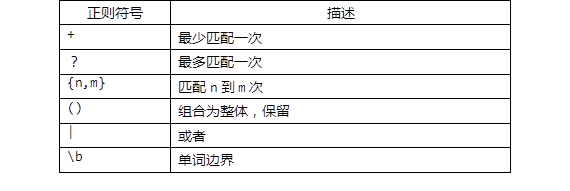 正则符号 描述
+ 最少匹配一次
? 最多匹配一次
{n,m} 匹配 n 到 m 次
() 组合为整体，保留
| 或者
\b 单词边界